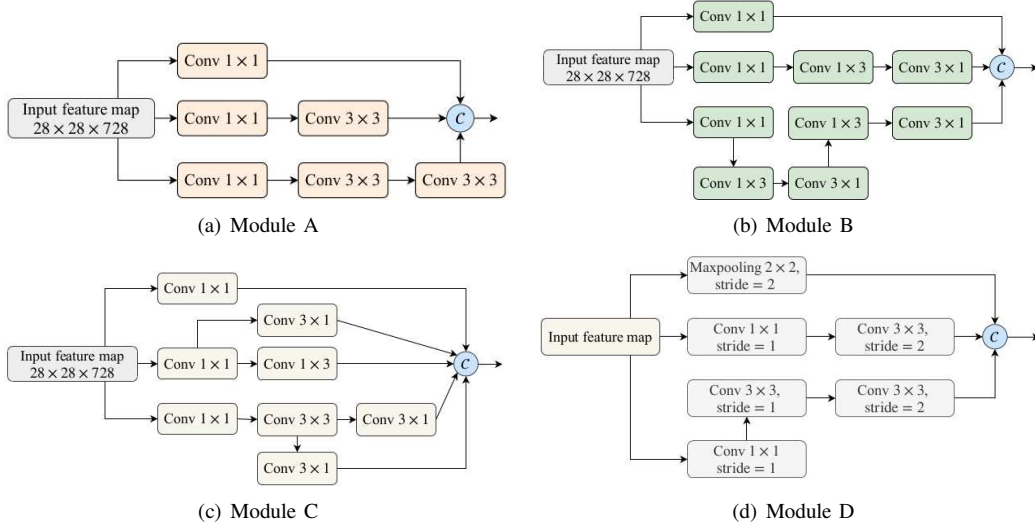 Conv 1 × 1
Input feature map
28 × 28 × 728
Conv 1 × 1
Conv 3 × 3
C
Conv 1 × 1
Conv 3 × 3
Conv 3 × 3
(a) Module A
Conv 1 × 1
Input feature map
28 × 28 × 728
Conv 1 × 1
Conv 1 × 3
Conv 3 × 1
C
Conv 1 × 1
Conv 1 × 3
Conv 3 × 1
Conv 1 × 3
Conv 3 × 1
(b) Module B
Conv 1 × 1
Conv 3 × 1
Input feature map
28 × 28 × 728
Conv 1 × 1
Conv 1 × 3
C
Conv 1 × 1
Conv 3 × 3
Conv 3 × 1
Conv 3 × 1
(c) Module C
Maxpooling 2 × 2,
stride = 2
Input feature map
Conv 1 × 1
stride = 1
Conv 3 × 3,
stride = 2
C
Conv 3 × 3,
stride = 1
Conv 3 × 3,
stride = 2
Conv 1 × 1
stride = 1
(d) Module D